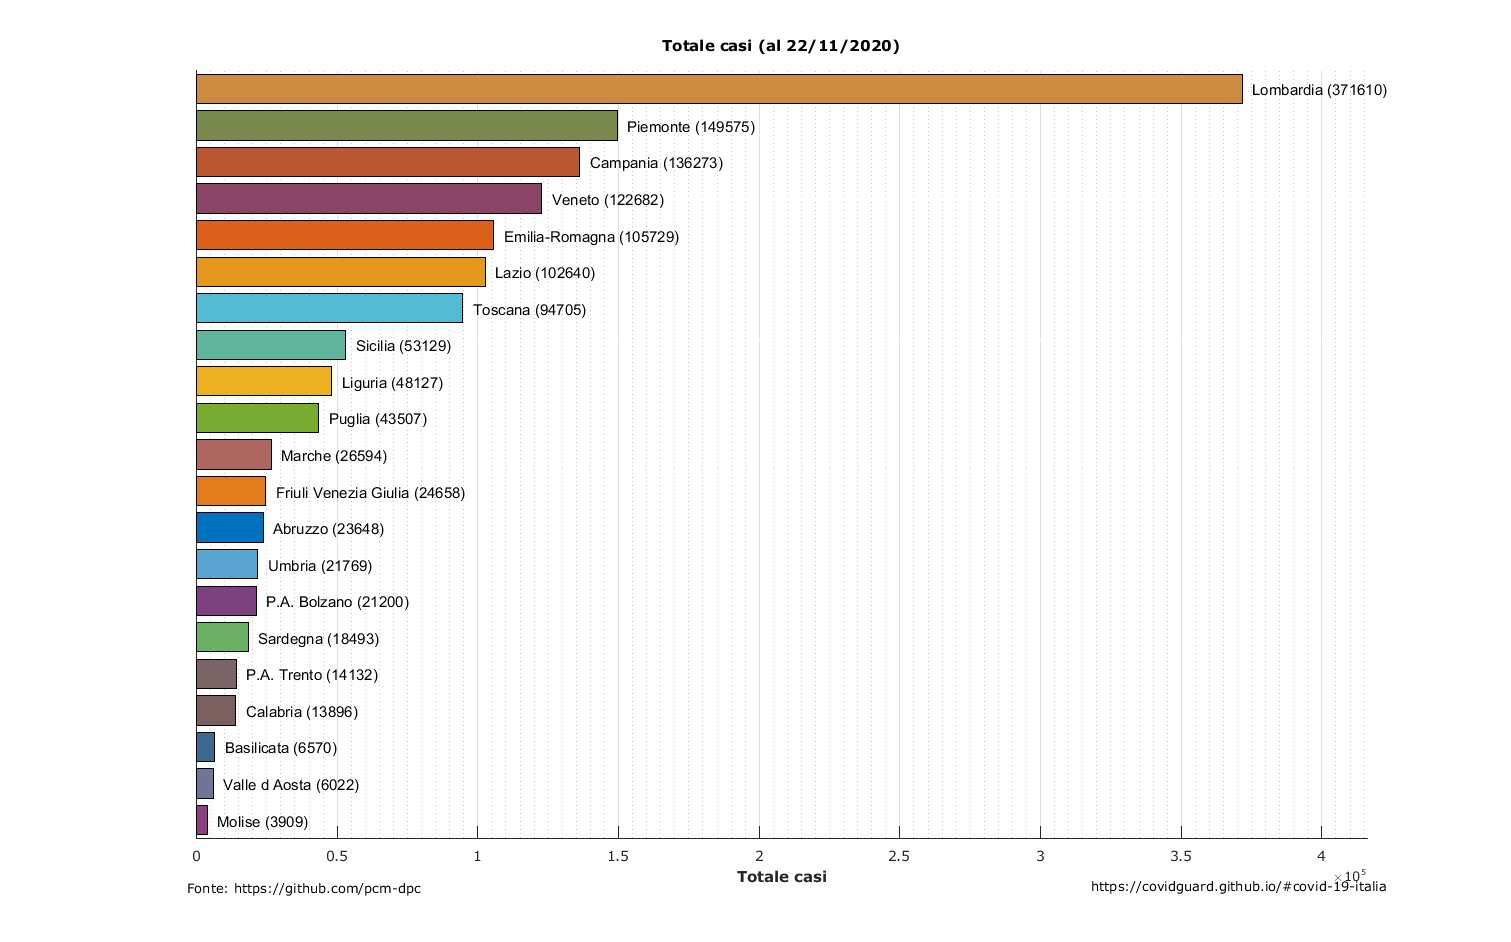 Totale casi (al 22/11/2020)
Lombardia (371610)
Piemonte (149575)
Campania (136273)
Veneto (122682)
Emilia-Romagna (105729)
Lazio (102640)
Toscana (94705)
Sicilia (53129)
Liguria (48127)
Puglia (43507)
Marche (26594)
Friuli Venezia Giulia (24658)
Abruzzo (23648)
Umbria (21769)
P.A. Bolzano (21200)
Sardegna (18493)
P.A. Trento (14132)
Calabria (13896)
Basilicata (6570)
Valle d Aosta (6022)
Molise (3909)
0 0.5 1 1.5 2 2.5 3 3.5 4
×10⁵
Totale casi
Fonte: https://github.com/pcm-dpc
https://covidguard.github.io/#covid-19-italia